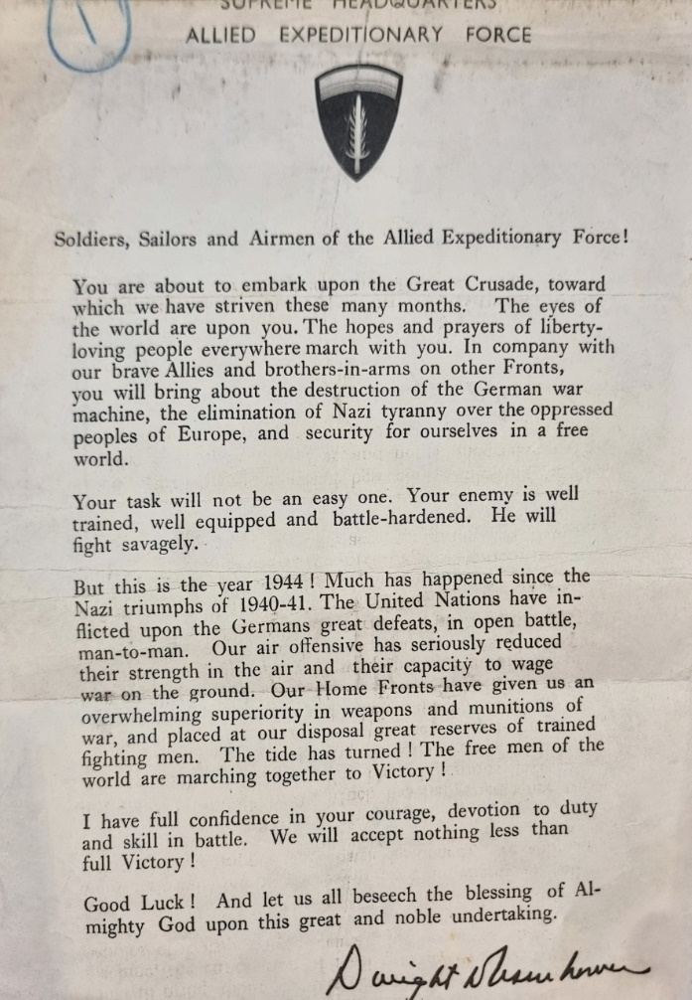 SUPREME HEADQUARTERS
ALLIED EXPEDITIONARY FORCE
Soldiers, Sailors and Airmen of the Allied Expeditionary Force!
You are about to embark upon the Great Crusade, toward
which we have striven these many months. The eyes of
the world are upon you. The hopes and prayers of liberty-
loving people everywhere march with you. In company with
our brave Allies and brothers-in-arms on other Fronts,
you will bring about the destruction of the German war
machine, the elimination of Nazi tyranny over the oppressed
peoples of Europe, and security for ourselves in a free
world.
Your task will not be an easy one. Your enemy is well
trained, well equipped and battle-hardened. He will
fight savagely.
But this is the year 1944 ! Much has happened since the
Nazi triumphs of 1940-41. The United Nations have in-
flicted upon the Germans great defeats, in open battle,
man-to-man. Our air offensive has seriously reduced
their strength in the air and their capacity to wage
war on the ground. Our Home Fronts have given us an
overwhelming superiority in weapons and munitions of
war, and placed at our disposal great reserves of trained
fighting men. The tide has turned ! The free men of the
world are marching together to Victory !
I have full confidence in your courage, devotion to duty
and skill in battle. We will accept nothing less than
full Victory !
Good Luck ! And let us all beseech the blessing of Al-
mighty God upon this great and noble undertaking.
Dwight D Eisenhower